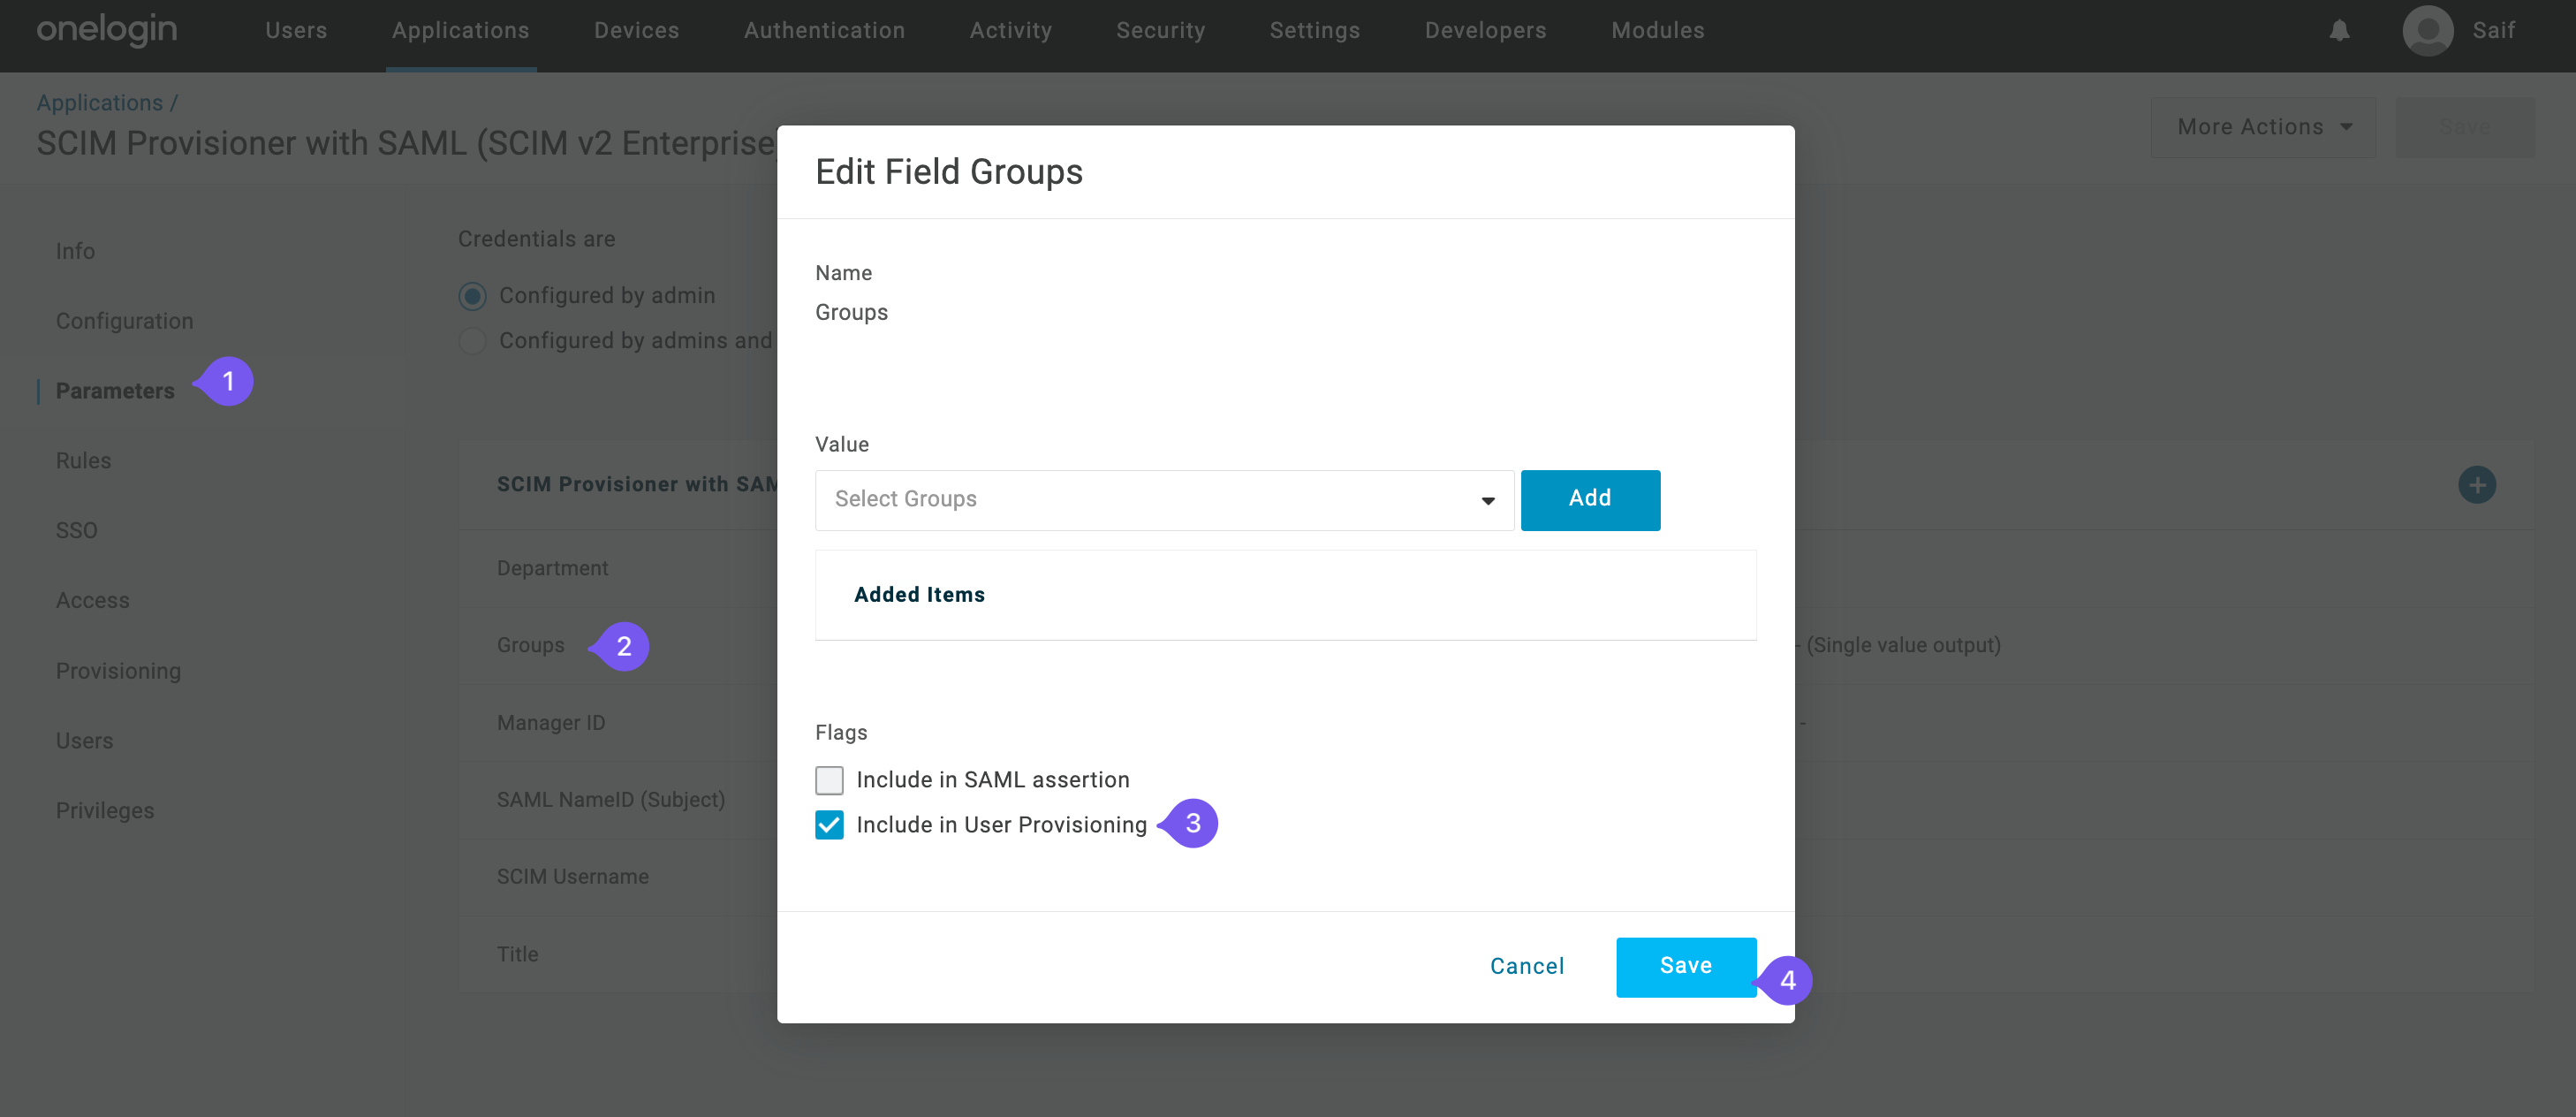 onelogin
Users
Applications
Devices
Authentication
Activity
Security
Settings
Developers
Modules
Saif
Applications /
SCIM Provisioner with SAML (SCIM v2 Enterprise
More Actions
Save
Info
Configuration
Parameters
1
Rules
SSO
Access
Provisioning
Users
Privileges
Credentials are
Configured by admin
Configured by admins and
SCIM Provisioner with SAM
Department
Groups
2
- (Single value output)
Manager ID
-
SAML NameID (Subject)
SCIM Username
Title
Edit Field Groups
Name
Groups
Value
Select Groups
Add
Added Items
Flags
Include in SAML assertion
Include in User Provisioning
3
Cancel
Save
4